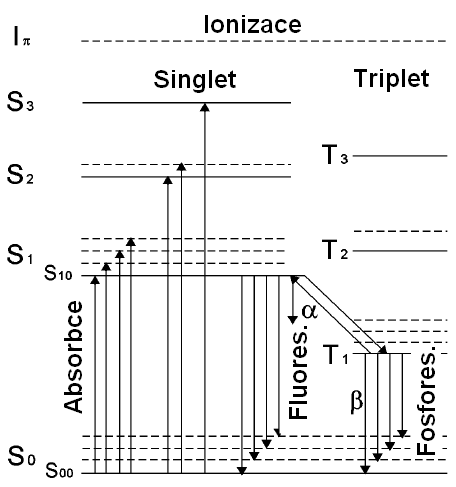 Ionizace
Iπ
Singlet
Triplet
S3
T3
S2
T2
S1
S10
α
T1
β
Absorbce
Fluores.
Fosfores.
S0
S00